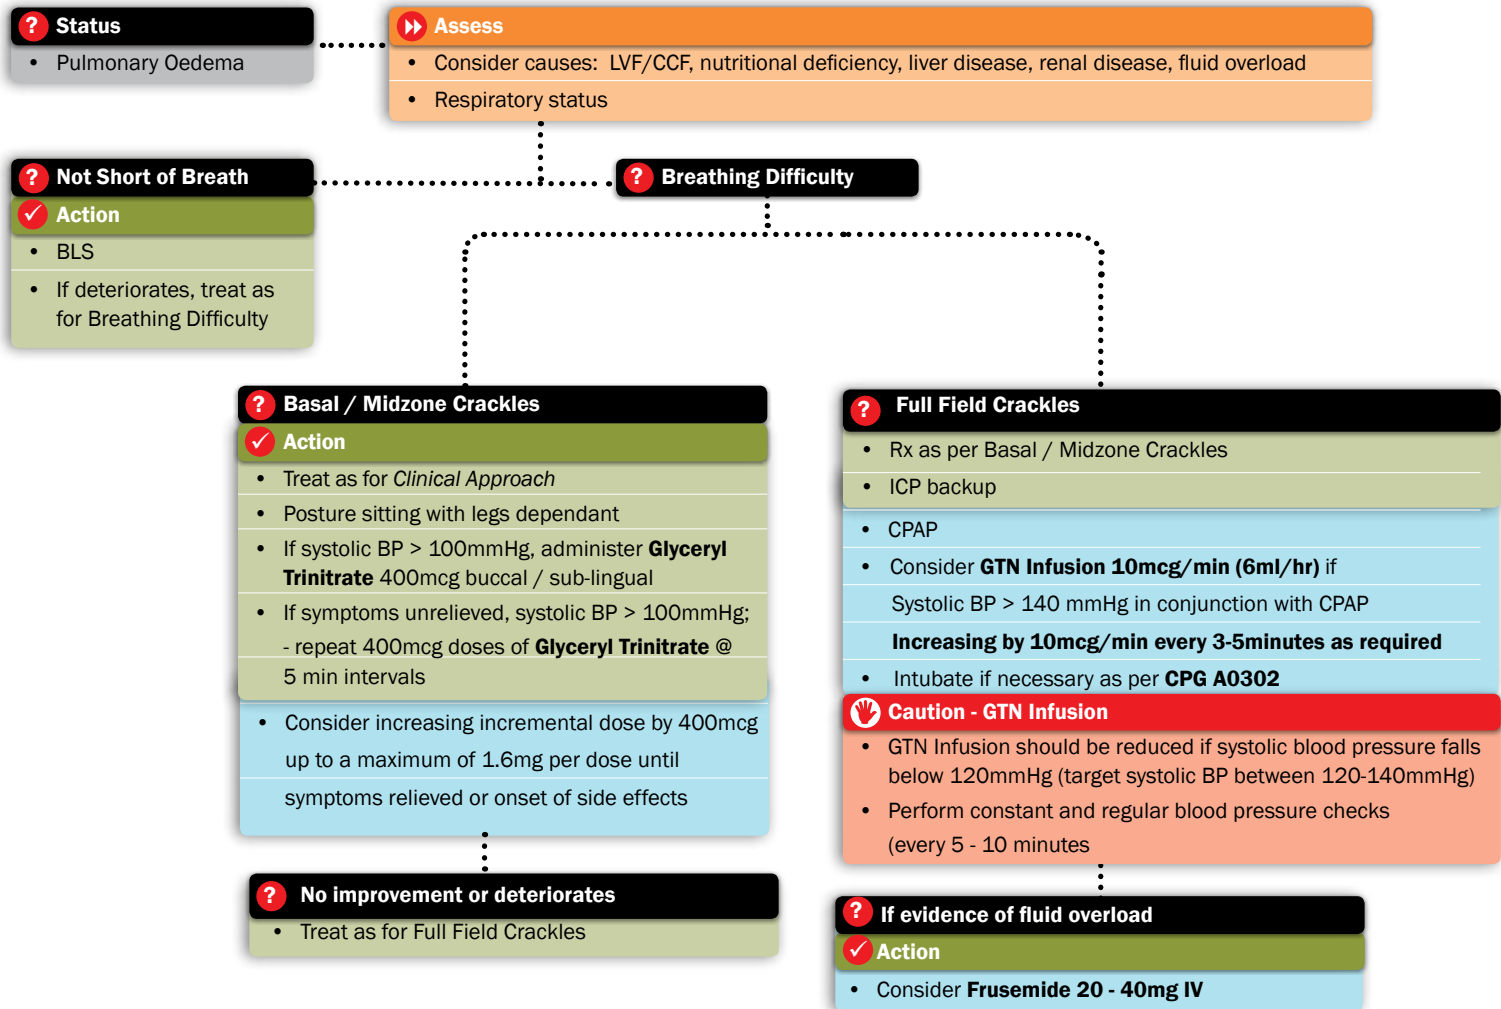 Status
• Pulmonary Oedema
Assess
• Consider causes: LVF/CCF, nutritional deficiency, liver disease, renal disease, fluid overload
• Respiratory status
? Not Short of Breath
Action
• BLS
• If deteriorates, treat as
for Breathing Difficulty
? Breathing Difficulty
? Basal / Midzone Crackles
Action
• Treat as for Clinical Approach
• Posture sitting with legs dependant
• If systolic BP > 100mmHg, administer Glyceryl
Trinitrate 400mcg buccal / sub-lingual
• If symptoms unrelieved, systolic BP > 100mmHg;
- repeat 400mcg doses of Glyceryl Trinitrate @
5 min intervals
• Consider increasing incremental dose by 400mcg
up to a maximum of 1.6mg per dose until
symptoms relieved or onset of side effects
? No improvement or deteriorates
• Treat as for Full Field Crackles
? Full Field Crackles
• Rx as per Basal / Midzone Crackles
• ICP backup
• CPAP
• Consider GTN Infusion 10mcg/min (6ml/hr) if
Systolic BP > 140 mmHg in conjunction with CPAP
Increasing by 10mcg/min every 3-5minutes as required
• Intubate if necessary as per CPG A0302
Caution - GTN Infusion
• GTN Infusion should be reduced if systolic blood pressure falls
below 120mmHg (target systolic BP between 120-140mmHg)
• Perform constant and regular blood pressure checks
(every 5 - 10 minutes
? If evidence of fluid overload
Action
• Consider Frusemide 20 - 40mg IV